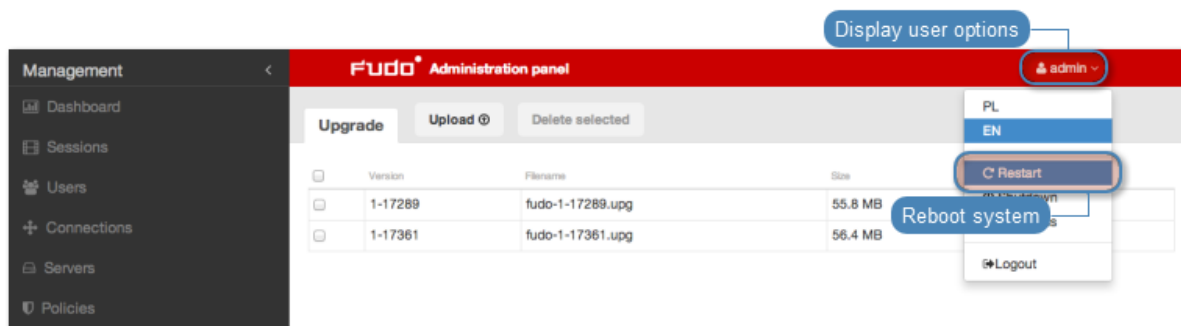 Display user options
Management
FUDO Administration panel
admin
Dashboard
Sessions
Users
Connections
Servers
Policies
Upgrade
Upload
Delete selected
Version Filename Size
1-17289 fudo-1-17289.upg 55.8 MB
1-17361 fudo-1-17361.upg 56.4 MB
PL
EN
Restart
Reboot system
Logout